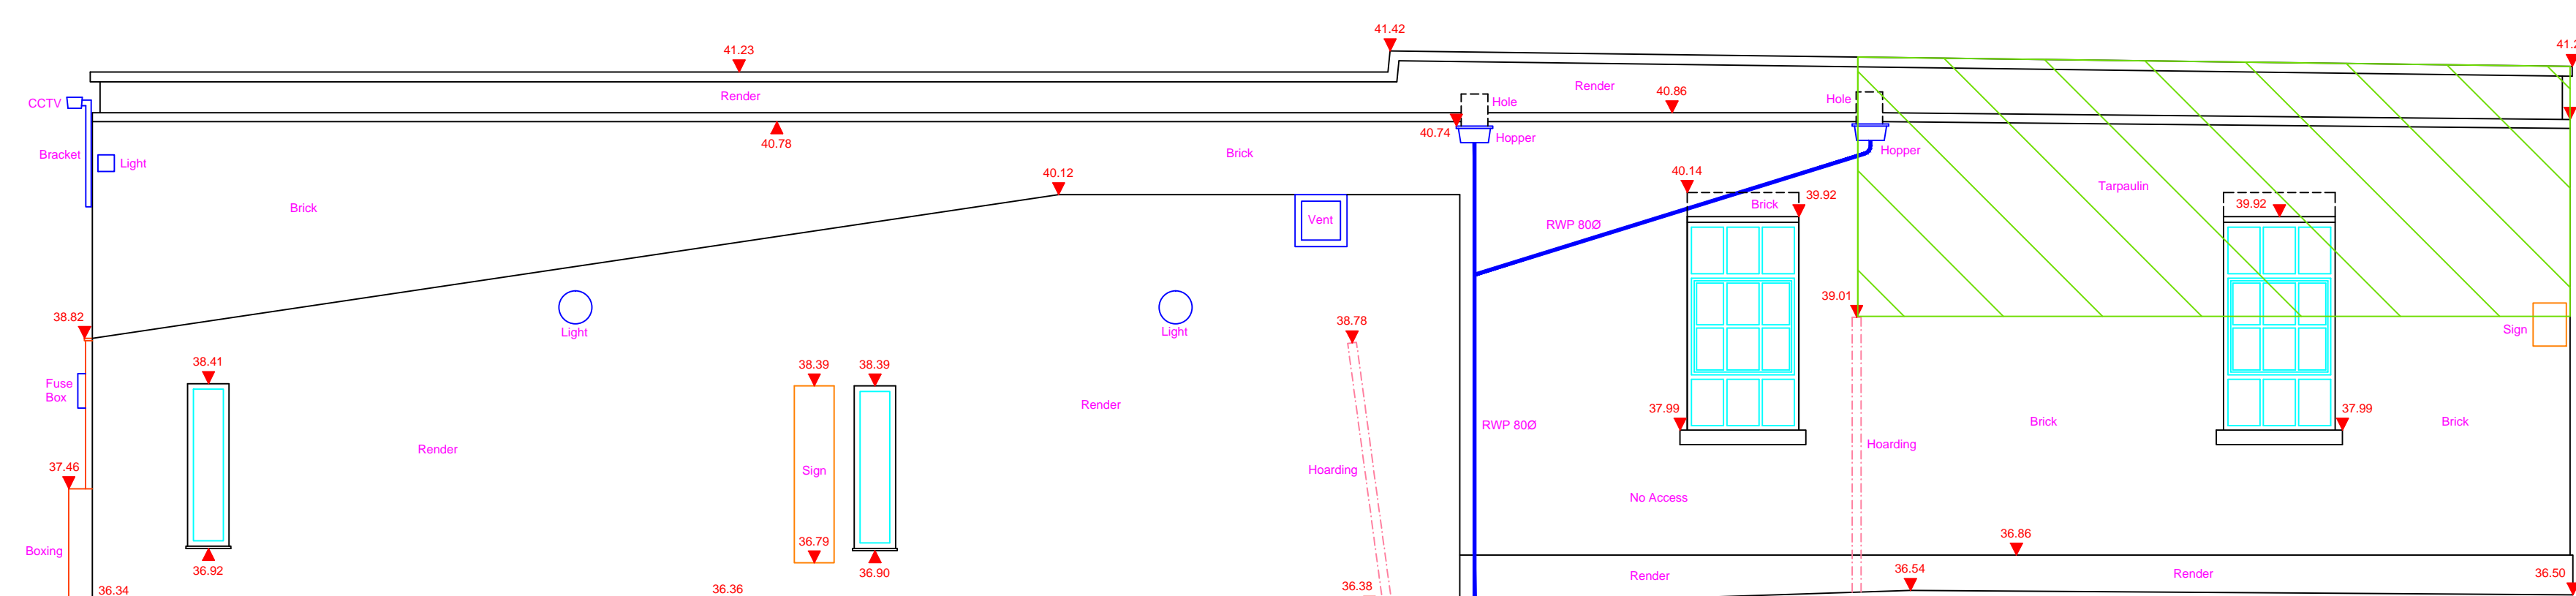 41.42
41.23
41.2
CCTV
Render
Render
40.86
Hole
Hole
40.74
Hopper
40.78
Bracket
Light
Brick
Hopper
40.12
40.14
Tarpaulin
Brick
Vent
RWP 80Ø
Brick
39.92
39.92
38.82
Light
Light
38.78
39.01
Sign
38.41
38.39
38.39
Fuse
Box
Render
37.99
37.99
Render
RWP 80Ø
Hoarding
Brick
Brick
37.46
Sign
Hoarding
No Access
Boxing
36.92
36.79
36.90
36.86
36.34
36.36
36.38
Render
36.54
Render
36.50